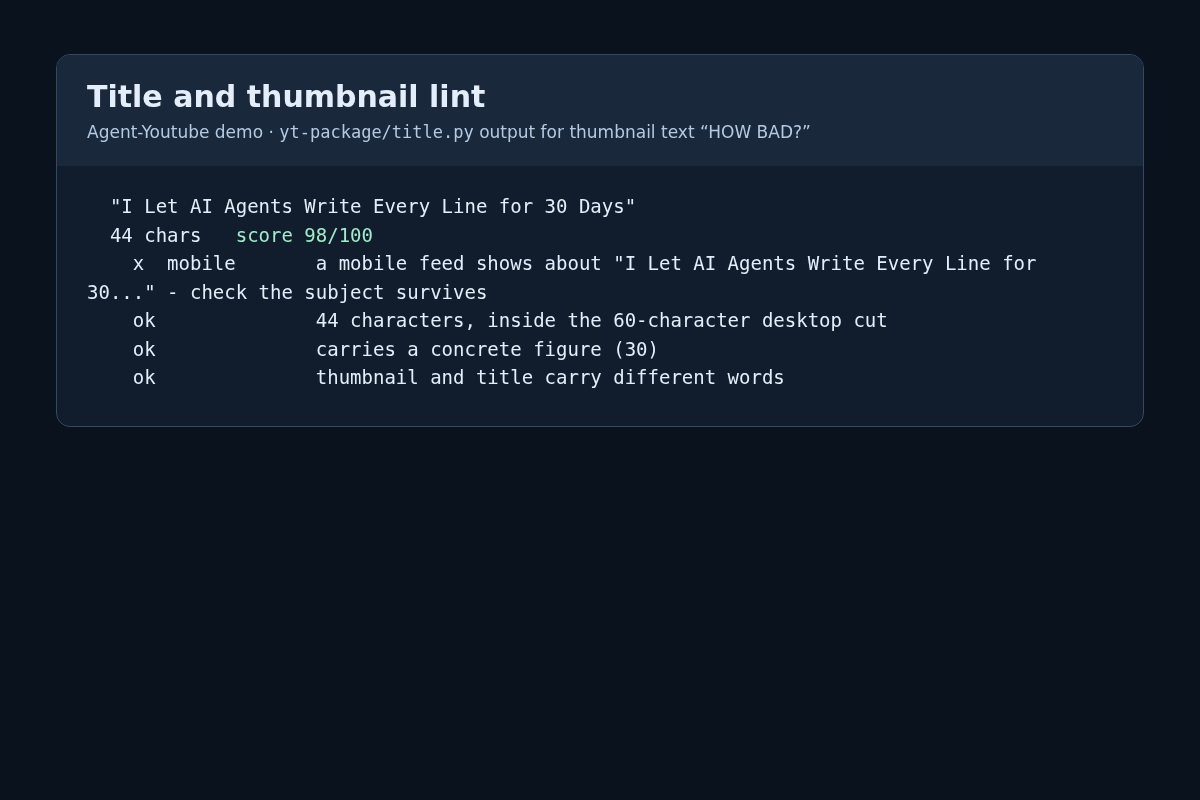 Title and thumbnail lint
Agent-Youtube demo · yt-package/title.py output for thumbnail text “HOW BAD?”
"I Let AI Agents Write Every Line for 30 Days"
44 chars   score 98/100
x  mobile       a mobile feed shows about "I Let AI Agents Write Every Line for
30..." - check the subject survives
ok              44 characters, inside the 60-character desktop cut
ok              carries a concrete figure (30)
ok              thumbnail and title carry different words